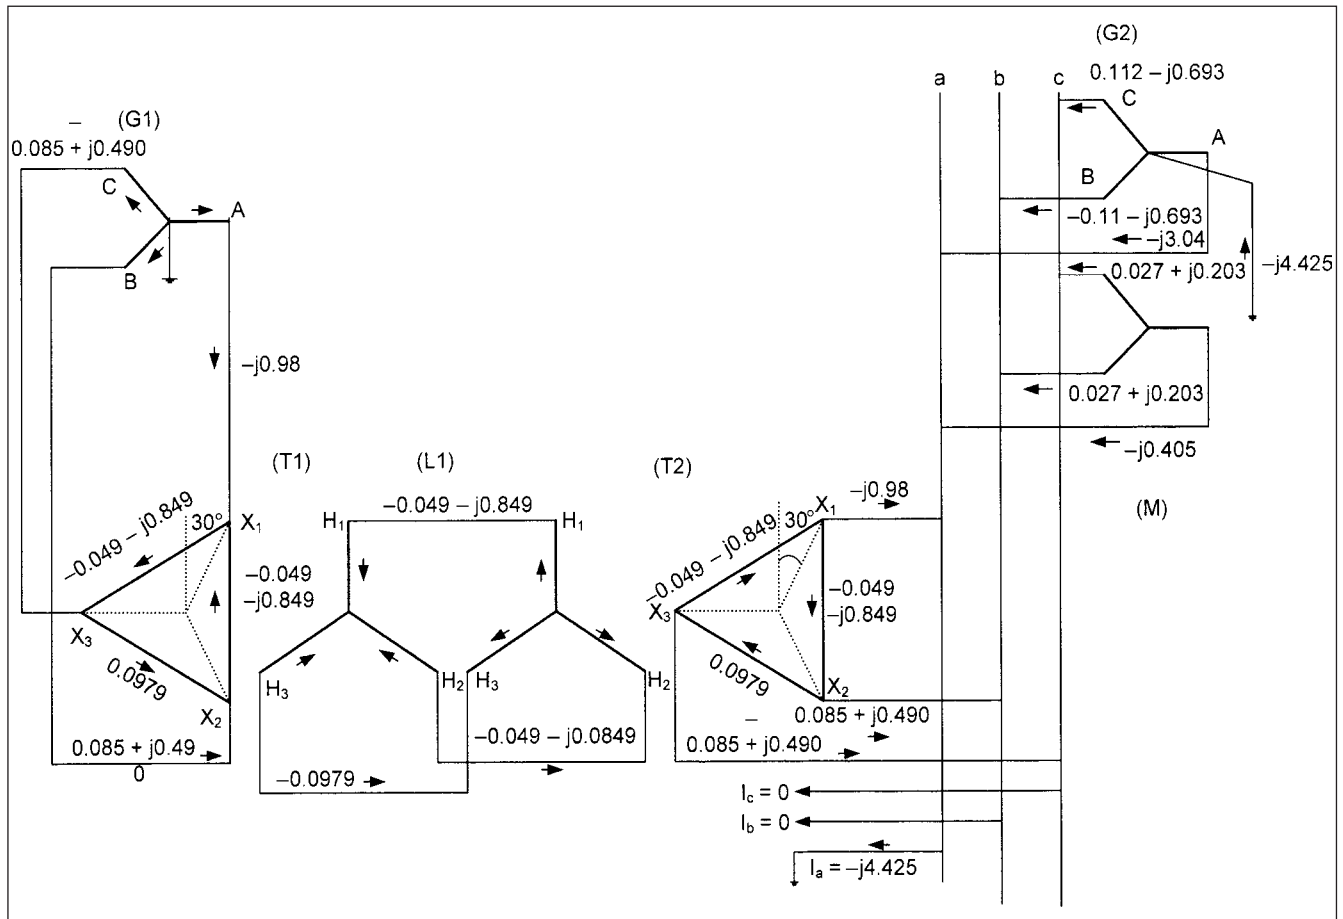 (G2)
a b c 0.112 – j0.693
C
– (G1)
0.085 + j0.490
A
C
B
A
–0.11 – j0.693
–j3.04
B
0.027 + j0.203
–j4.425
–j0.98
0.027 + j0.203
–j0.405
(T1) (L1) (T2)
–j0.98
(M)
–0.049 – j0.849
30°
X1
H1
–0.049 – j0.849
H1
–0.049 – j0.849
30°
X1
–0.049
–j0.849
–0.049
–j0.849
X3
X3
0.0979
H3
H2
H3
H2
0.0979
X2
X2
0.085 + j0.49
0
–0.049 – j0.0849
– 0.085 + j0.490
0.085 + j0.490
–0.0979
Ic = 0
Ib = 0
Ia = –j4.425